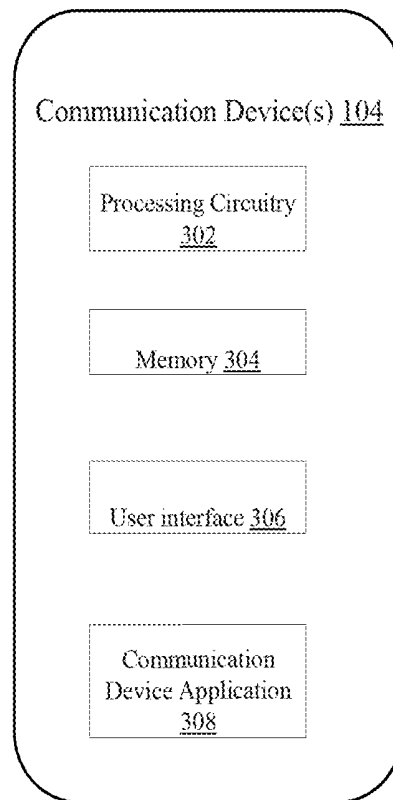 Communication Device(s) 104
Processing Circuitry
302
Memory 304
User interface 306
Communication
Device Application
308